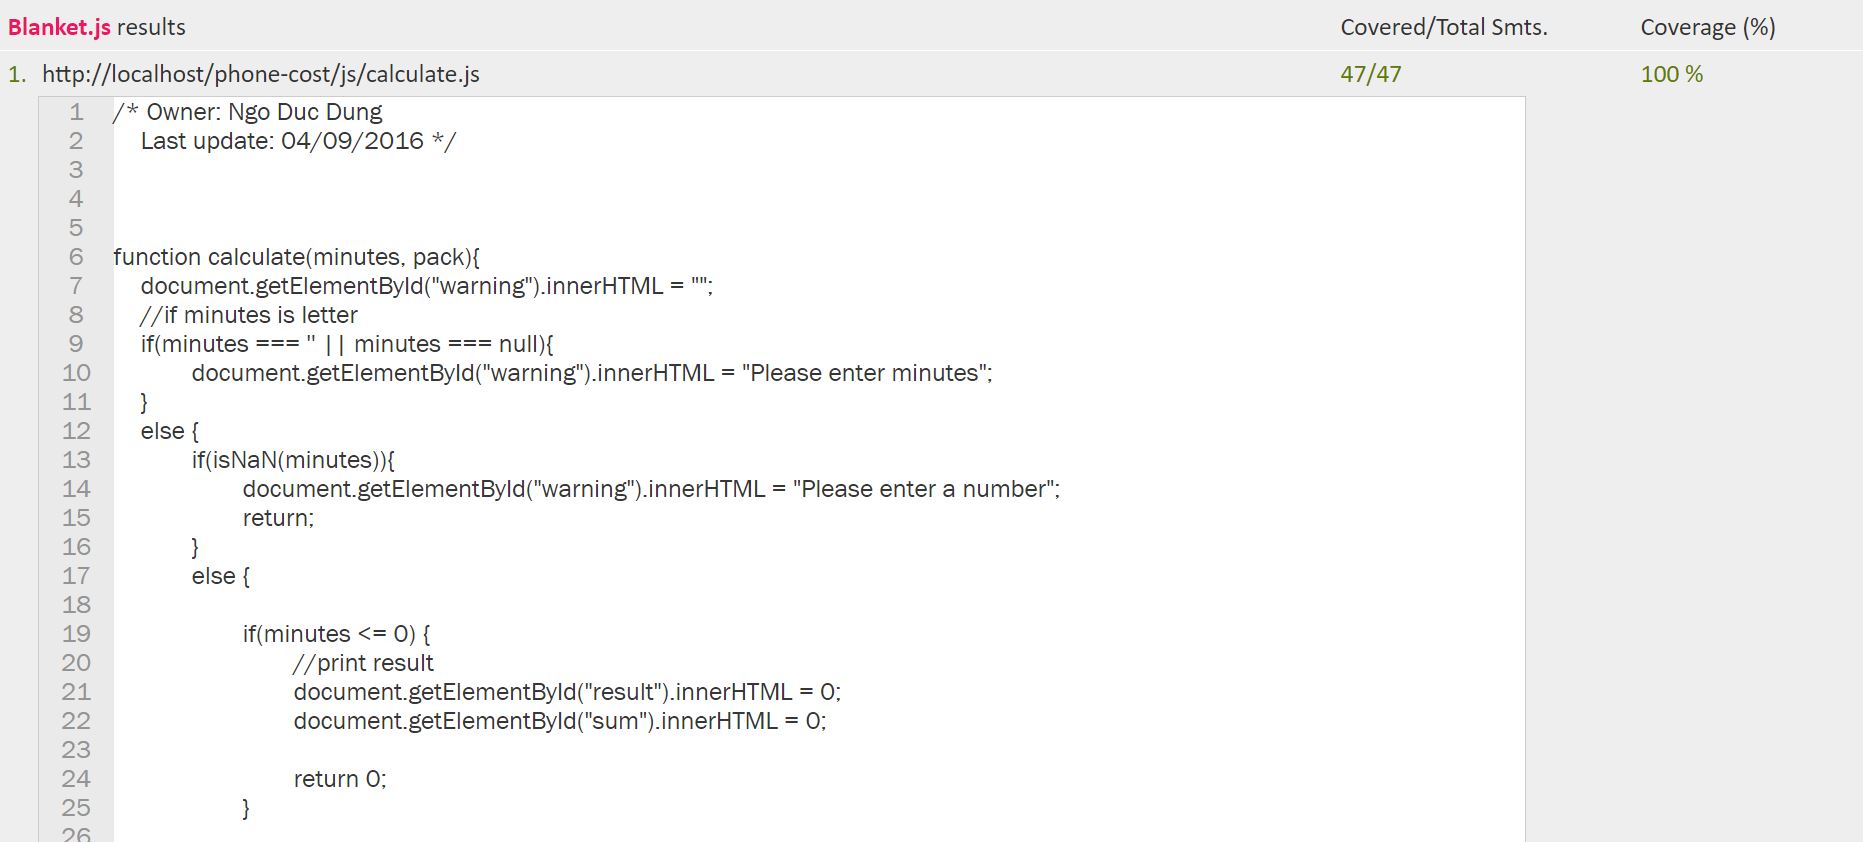 Blanket.js results Covered/Total Smts. Coverage (%)
1. http://localhost/phone-cost/js/calculate.js 47/47 100 %
1 /* Owner: Ngo Duc Dung
2 Last update: 04/09/2016 */
3
4
5
6 function calculate(minutes, pack){
7 document.getElementById("warning").innerHTML = "";
8 //if minutes is letter
9 if(minutes === '' || minutes === null){
10 document.getElementById("warning").innerHTML = "Please enter minutes";
11 }
12 else {
13 if(isNaN(minutes)){
14 document.getElementById("warning").innerHTML = "Please enter a number";
15 return;
16 }
17 else {
18
19 if(minutes <= 0) {
20 //print result
21 document.getElementById("result").innerHTML = 0;
22 document.getElementById("sum").innerHTML = 0;
23
24 return 0;
25 }
26